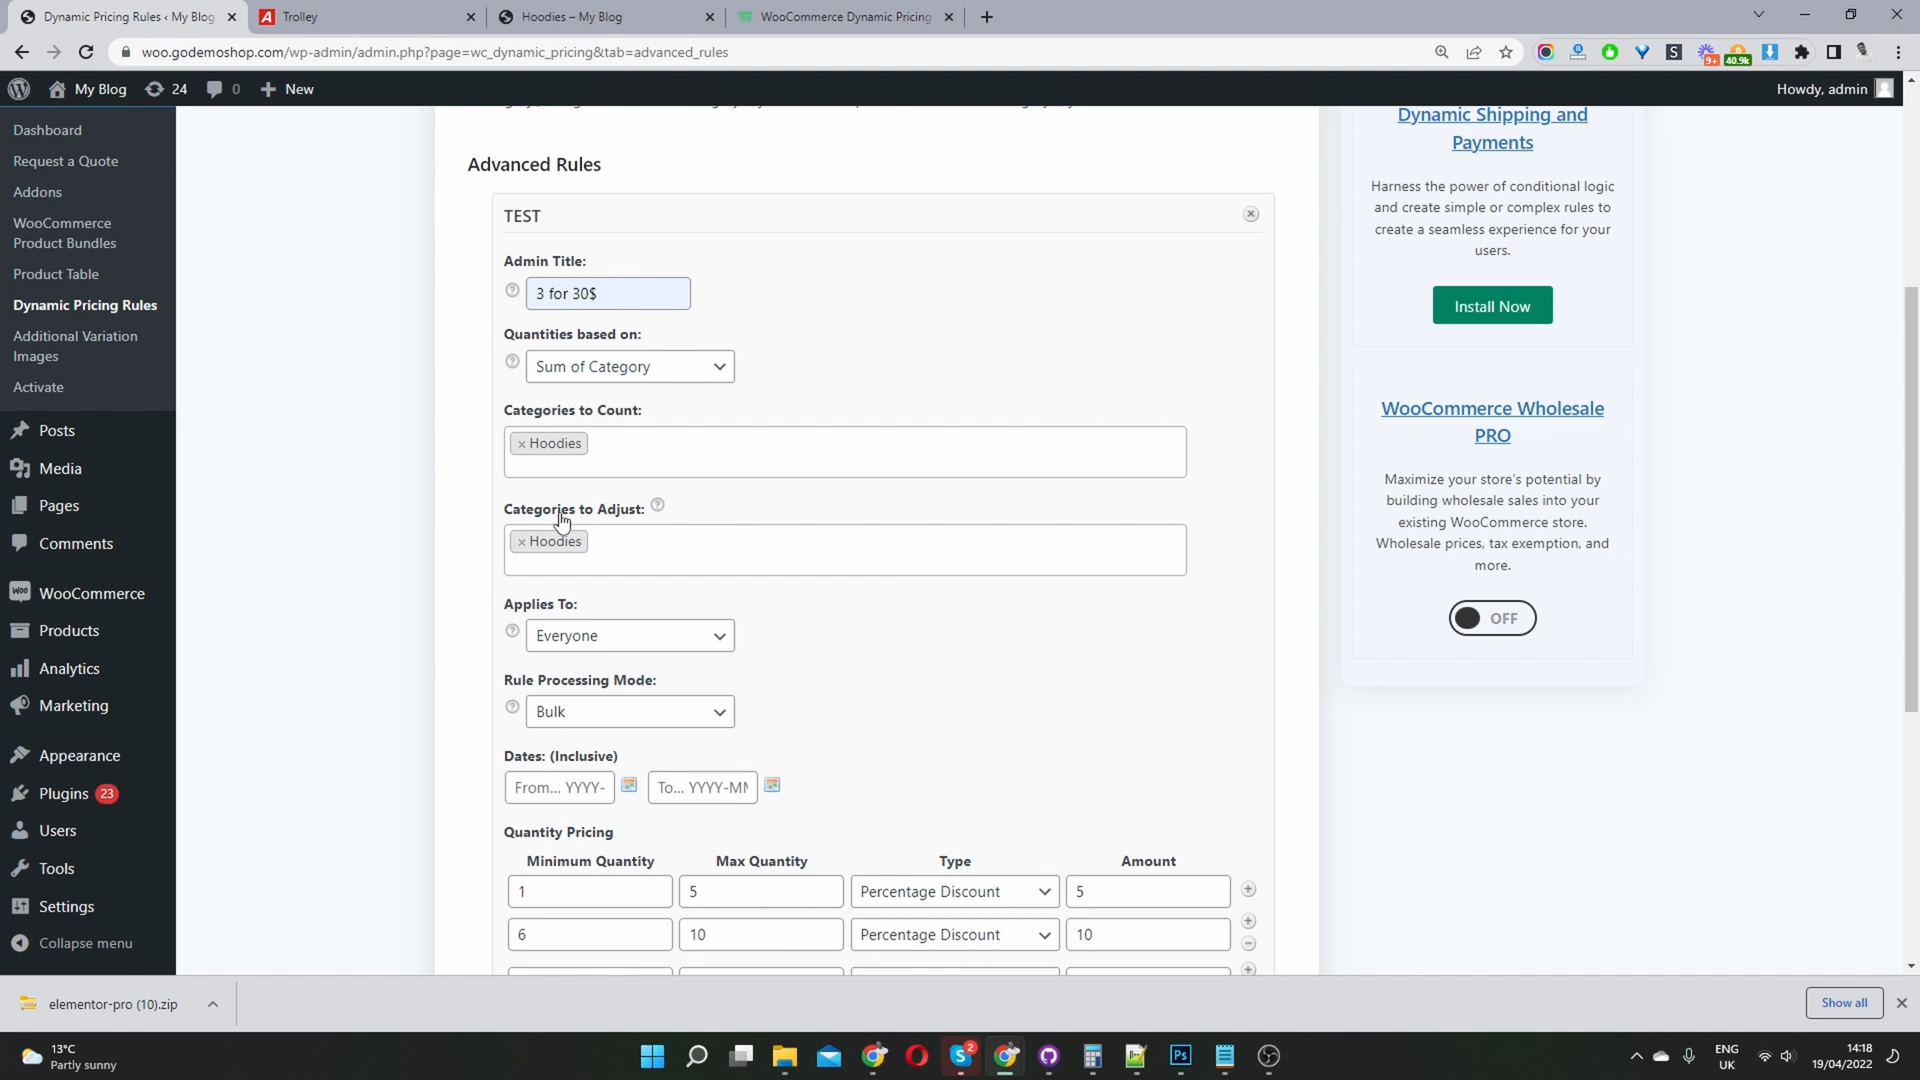 Dynamic Pricing Rules ‹ My Blog
Trolley
Hoodies – My Blog
WooCommerce Dynamic Pricing
woo.godemoshop.com/wp-admin/admin.php?page=wc_dynamic_pricing&tab=advanced_rules
9+
40.9k
My Blog
24
0
New
Howdy, admin
Dashboard
Request a Quote
Addons
WooCommerce
Product Bundles
Product Table
Dynamic Pricing Rules
Additional Variation
Images
Activate
Posts
Media
Pages
Comments
WooCommerce
Products
Analytics
Marketing
Appearance
Plugins 23
Users
Tools
Settings
Collapse menu
Advanced Rules
TEST
Admin Title:
3 for 30$
Quantities based on:
Sum of Category
Categories to Count:
× Hoodies
Categories to Adjust:
× Hoodies
Applies To:
Everyone
Rule Processing Mode:
Bulk
Dates: (Inclusive)
From... YYYY-
To... YYYY-MM
Quantity Pricing
Minimum Quantity
Max Quantity
Type
Amount
1
5
Percentage Discount
5
6
10
Percentage Discount
10
Dynamic Shipping and
Payments
Harness the power of conditional logic
and create simple or complex rules to
create a seamless experience for your
users.
Install Now
WooCommerce Wholesale
PRO
Maximize your store's potential by
building wholesale sales into your
existing WooCommerce store.
Wholesale prices, tax exemption, and
more.
OFF
elementor-pro (10).zip
Show all
13°C
Partly sunny
2
Ps
ENG
UK
14:18
19/04/2022